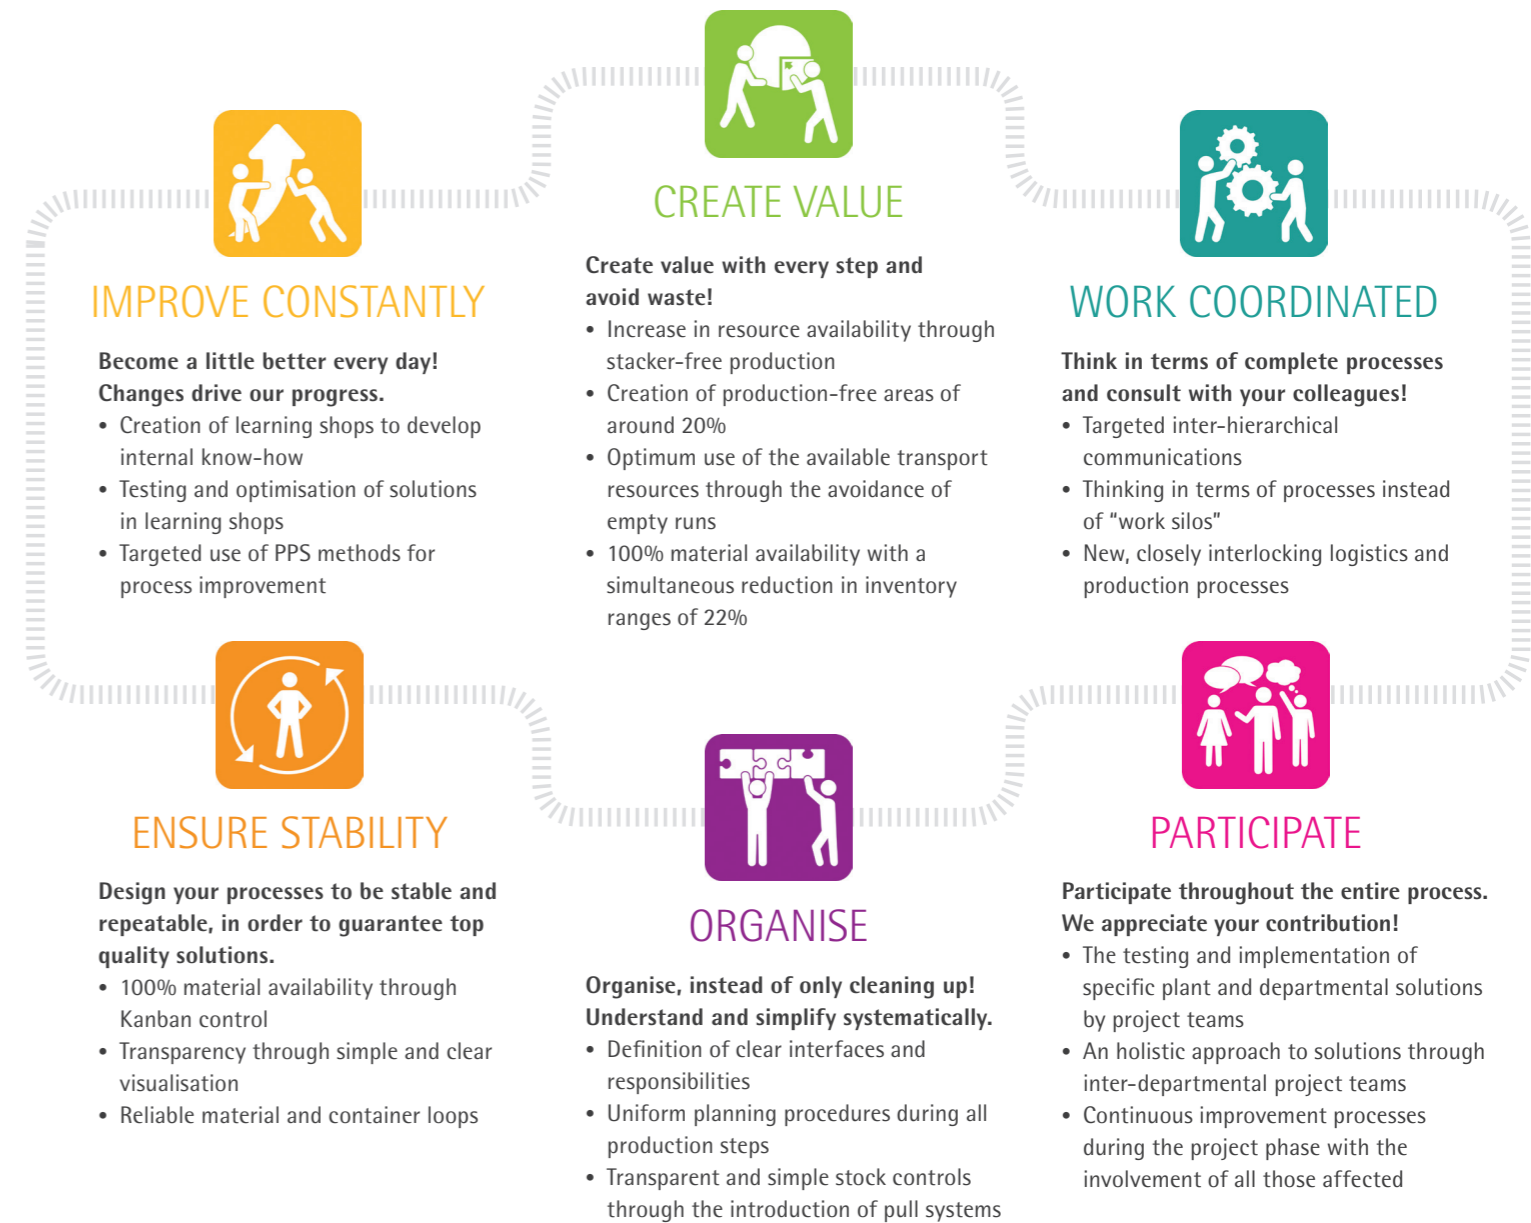 CREATE VALUE
Create value with every step and
avoid waste!
• Increase in resource availability through
stacker-free production
• Creation of production-free areas of
around 20%
• Optimum use of the available transport
resources through the avoidance of
empty runs
• 100% material availability with a
simultaneous reduction in inventory
ranges of 22%
IMPROVE CONSTANTLY
Become a little better every day!
Changes drive our progress.
• Creation of learning shops to develop
internal know-how
• Testing and optimisation of solutions
in learning shops
• Targeted use of PPS methods for
process improvement
WORK COORDINATED
Think in terms of complete processes
and consult with your colleagues!
• Targeted inter-hierarchical
communications
• Thinking in terms of processes instead
of “work silos”
• New, closely interlocking logistics and
production processes
ENSURE STABILITY
Design your processes to be stable and
repeatable, in order to guarantee top
quality solutions.
• 100% material availability through
Kanban control
• Transparency through simple and clear
visualisation
• Reliable material and container loops
ORGANISE
Organise, instead of only cleaning up!
Understand and simplify systematically.
• Definition of clear interfaces and
responsibilities
• Uniform planning procedures during all
production steps
• Transparent and simple stock controls
through the introduction of pull systems
PARTICIPATE
Participate throughout the entire process.
We appreciate your contribution!
• The testing and implementation of
specific plant and departmental solutions
by project teams
• An holistic approach to solutions through
inter-departmental project teams
• Continuous improvement processes
during the project phase with the
involvement of all those affected